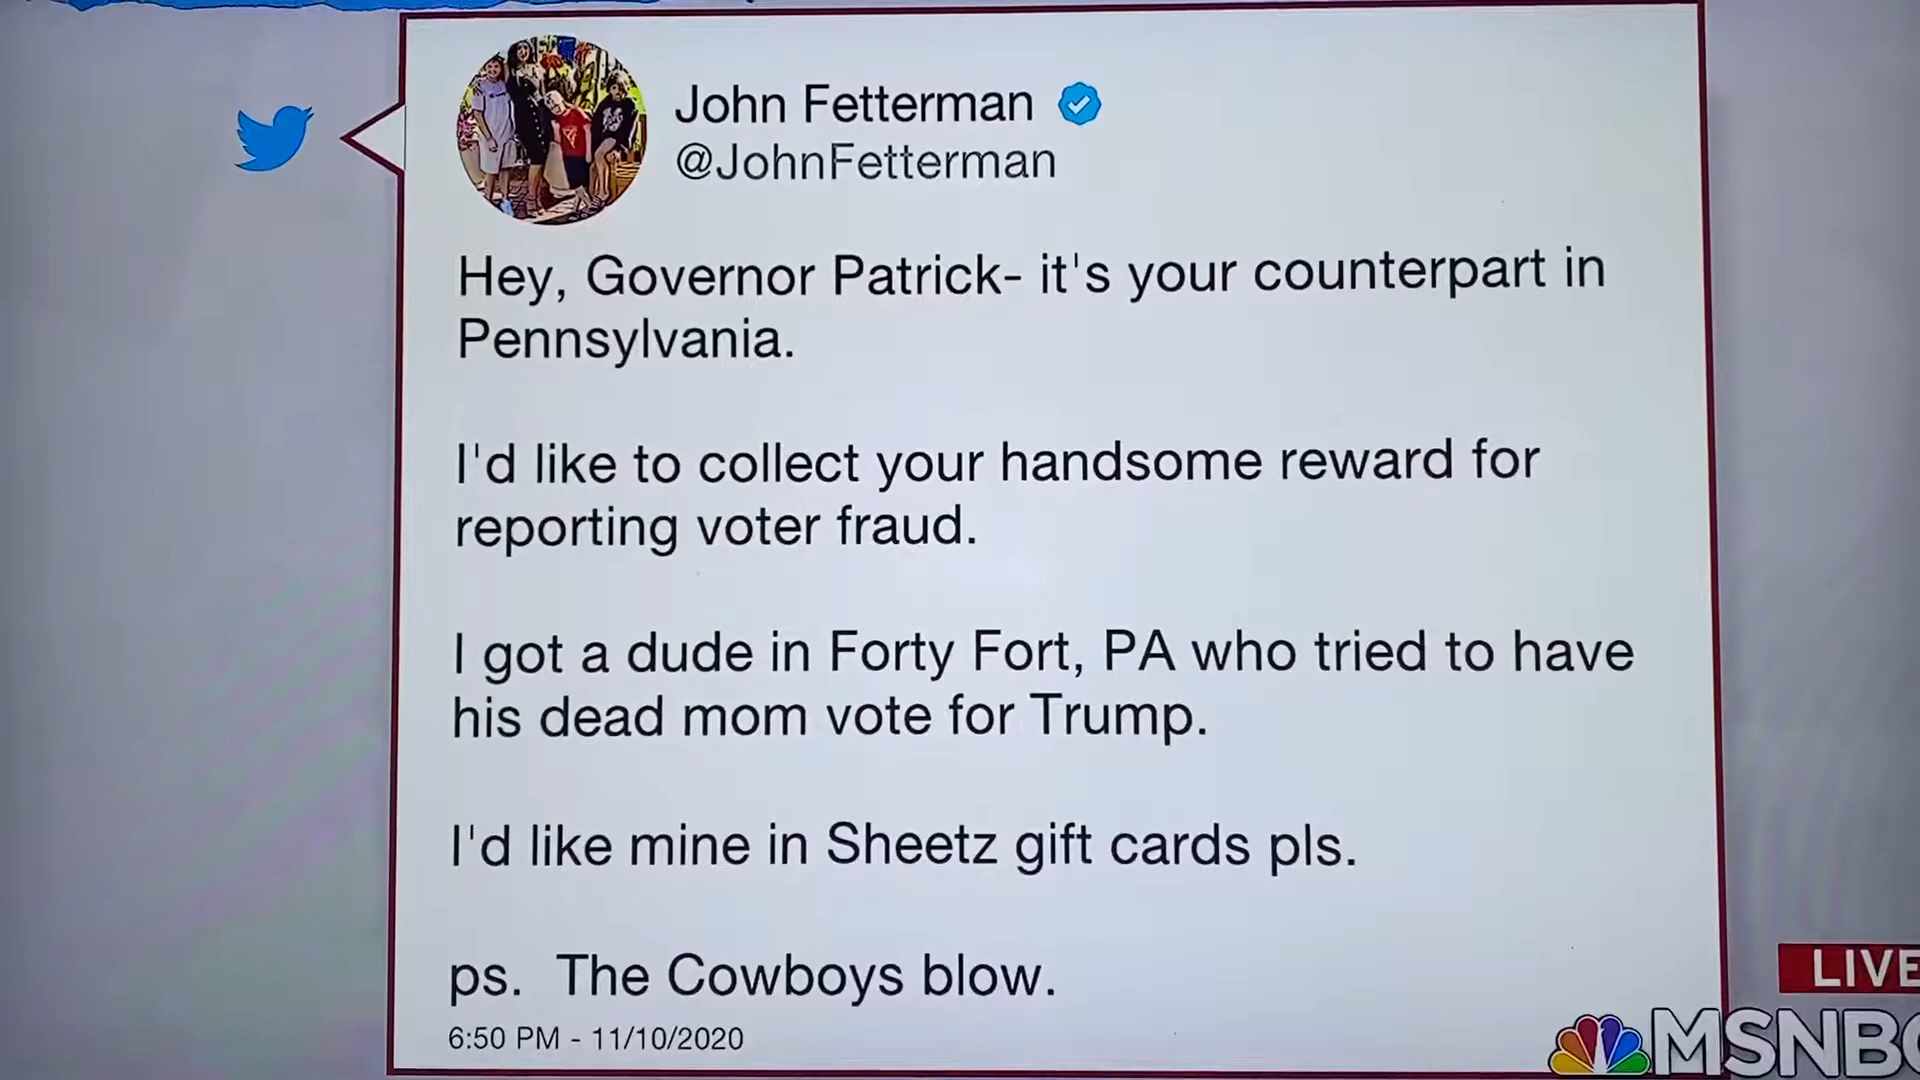 John Fetterman
@JohnFetterman
Hey, Governor Patrick- it's your counterpart in
Pennsylvania.
I'd like to collect your handsome reward for
reporting voter fraud.
I got a dude in Forty Fort, PA who tried to have
his dead mom vote for Trump.
I'd like mine in Sheetz gift cards pls.
ps. The Cowboys blow.
6:50 PM - 11/10/2020
LIVE
MSNBC